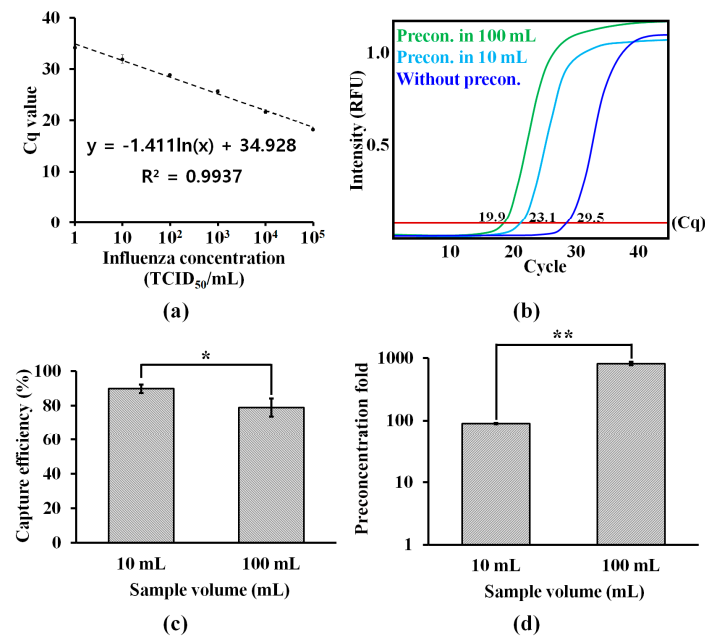 40
35
30
25
20
15
10
5
0
Cq value
y = -1.411ln(x) + 34.928
R² = 0.9937
1 10 10² 10³ 10⁴ 10⁵
Influenza concentration
(TCID₅₀/mL)
(a)
Precon. in 100 mL
Precon. in 10 mL
Without precon.
1.0
0.5
Intensity (RFU)
19.9 23.1 29.5
(Cq)
10 20 30 40
Cycle
(b)
*
100
80
60
40
20
0
Capture efficiency (%)
10 mL 100 mL
Sample volume (mL)
(c)
**
1000
100
10
1
Preconcentration fold
10 mL 100 mL
Sample volume (mL)
(d)